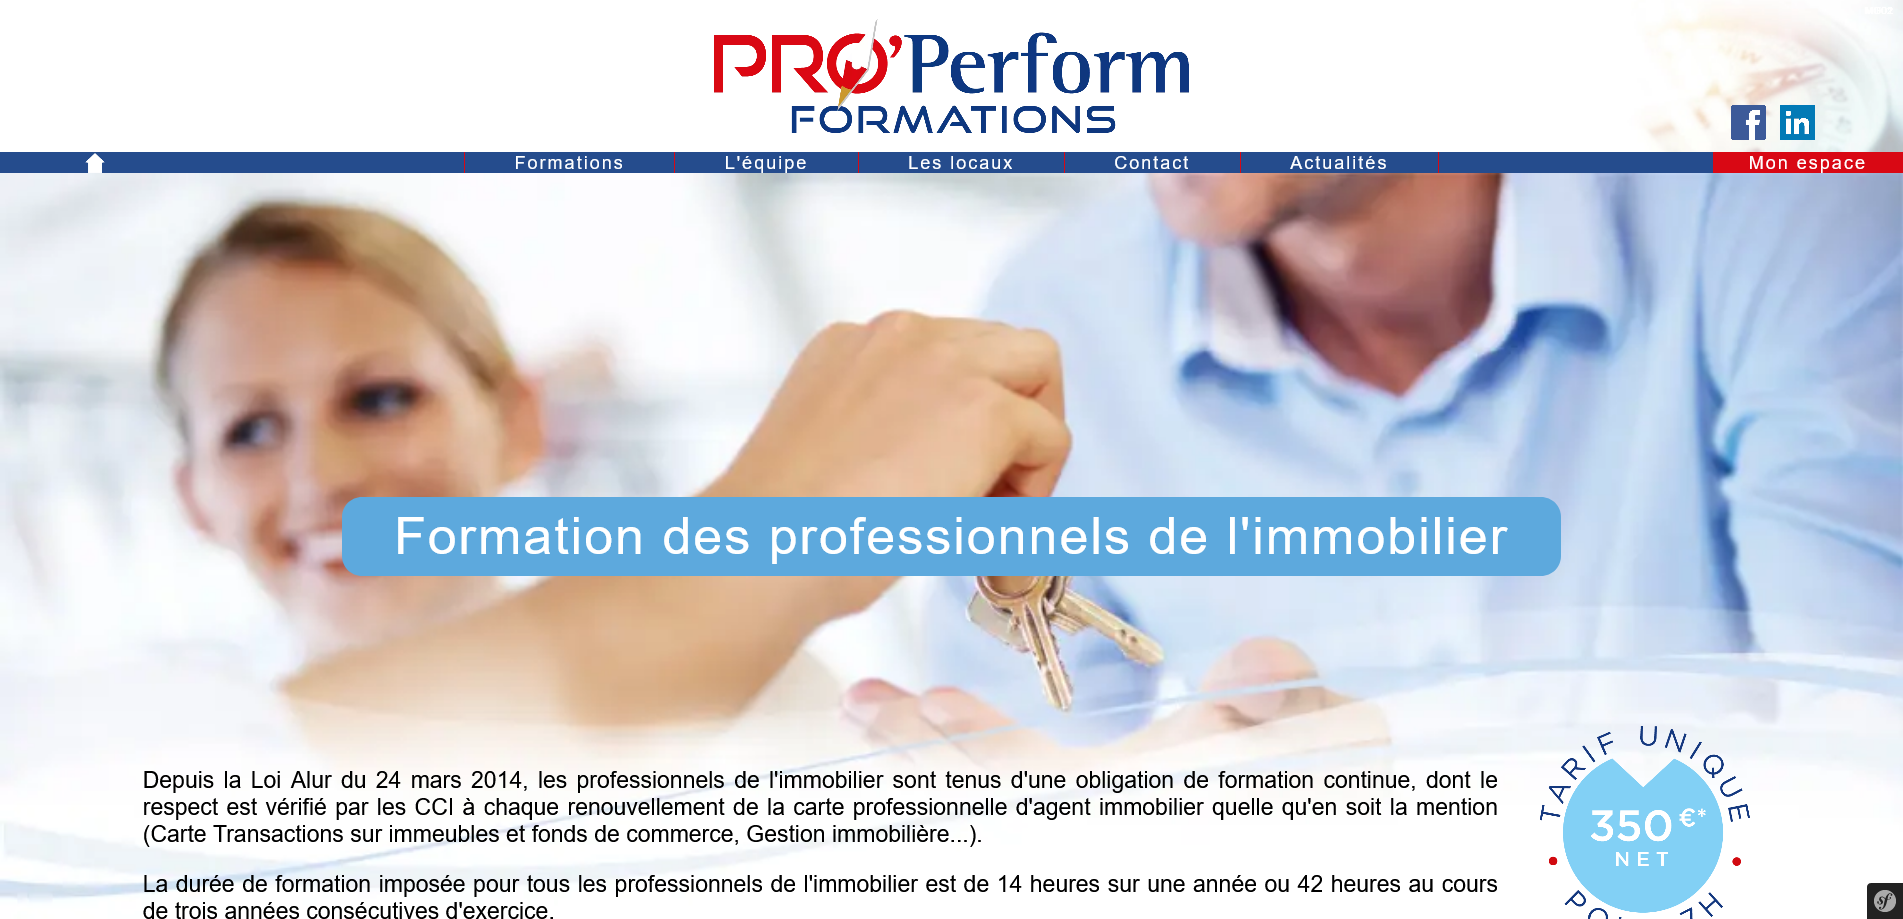 PRO'Perform
FORMATIONS
Formations
L'équipe
Les locaux
Contact
Actualités
Mon espace
Formation des professionnels de l'immobilier
Depuis la Loi Alur du 24 mars 2014, les professionnels de l'immobilier sont tenus d'une obligation de formation continue, dont le
respect est vérifié par les CCI à chaque renouvellement de la carte professionnelle d'agent immobilier quelle qu'en soit la mention
(Carte Transactions sur immeubles et fonds de commerce, Gestion immobilière...).
TARIF UNIQUE
350 €*
NET
La durée de formation imposée pour tous les professionnels de l'immobilier est de 14 heures sur une année ou 42 heures au cours
de trois années consécutives d'exercice.